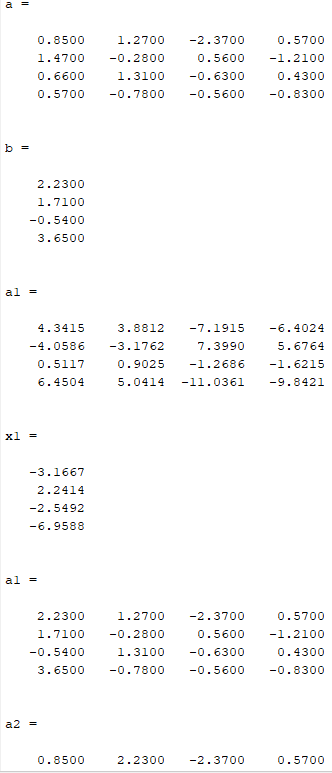 a =
0.8500 1.2700 -2.3700 0.5700
1.4700 -0.2800 0.5600 -1.2100
0.6600 1.3100 -0.6300 0.4300
0.5700 -0.7800 -0.5600 -0.8300
b =
2.2300
1.7100
-0.5400
3.6500
a1 =
4.3415 3.8812 -7.1915 -6.4024
-4.0586 -3.1762 7.3990 5.6764
0.5117 0.9025 -1.2686 -1.6215
6.4504 5.0414 -11.0361 -9.8421
x1 =
-3.1667
2.2414
-2.5492
-6.9588
a1 =
2.2300 1.2700 -2.3700 0.5700
1.7100 -0.2800 0.5600 -1.2100
-0.5400 1.3100 -0.6300 0.4300
3.6500 -0.7800 -0.5600 -0.8300
a2 =
0.8500 2.2300 -2.3700 0.5700